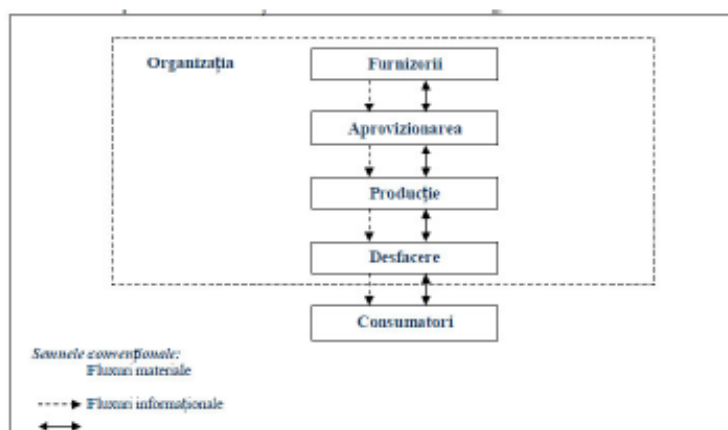 Organizația
Furnizorii
Aprovizionarea
Producție
Desfacere
Consumatori
Semnele convenționale:
Fluxuri materiale
Fluxuri informaționale